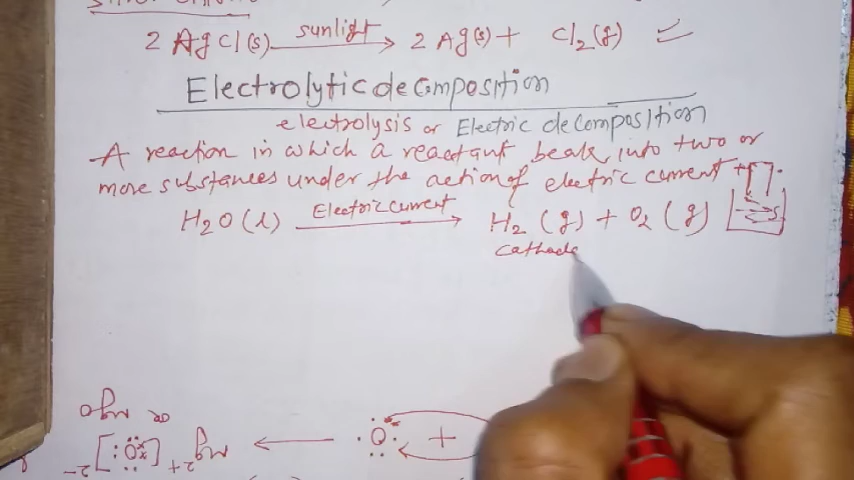 2 AgCl(s) sunlight → 2 Ag(s) + Cl₂(g)
Electrolytic decomposition
electrolysis or Electric decomposition
A reaction in which a reactant beak into two or
more substances under the action of electric current
H₂O(l) Electric current → H₂ (g) + O₂ (g)
cathode